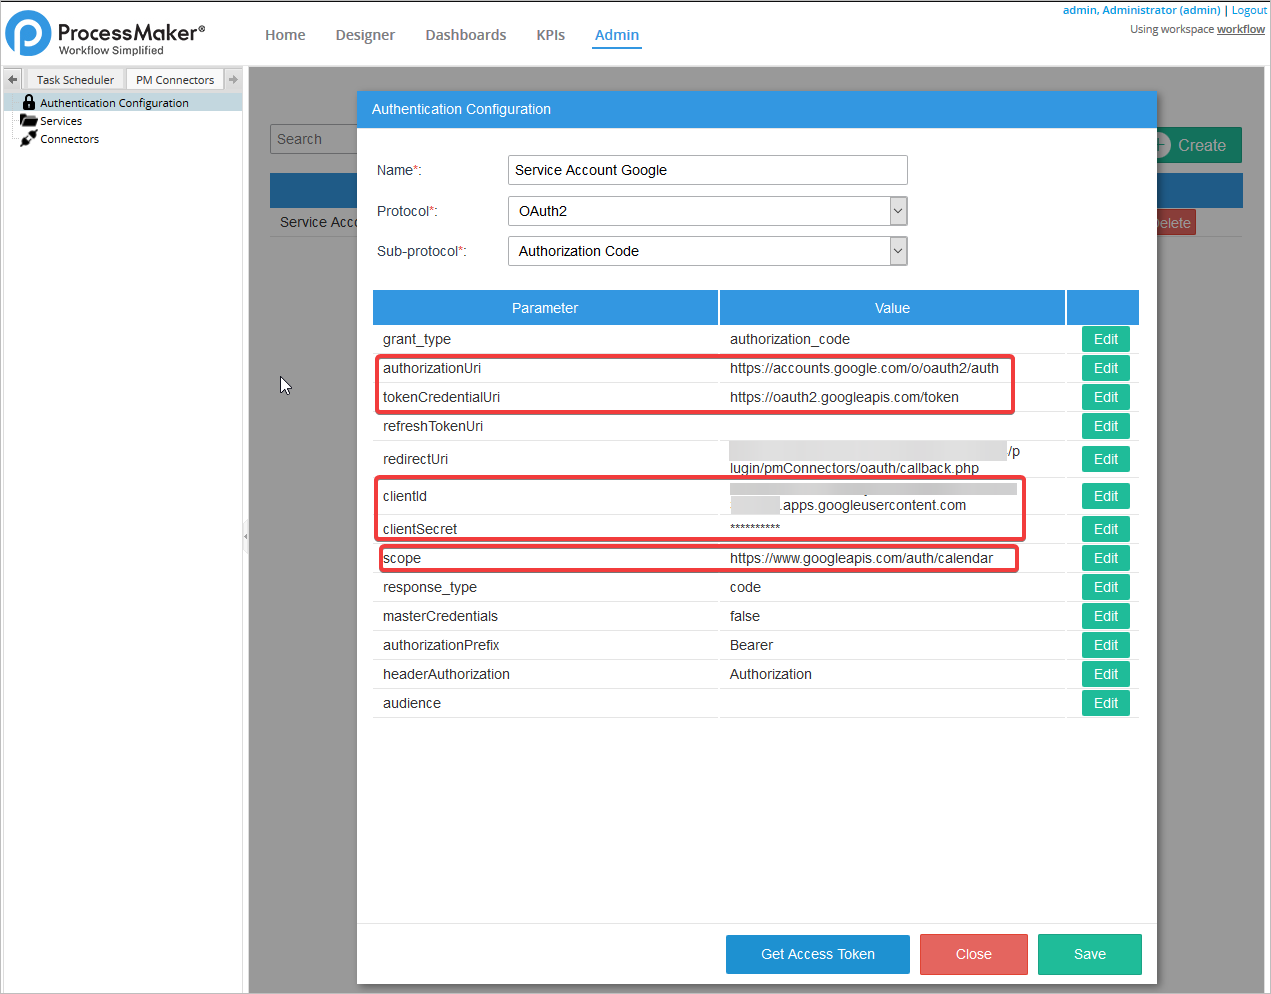 admin, Administrator (admin) | Logout
Using workspace workflow
ProcessMaker®
Workflow Simplified
Home Designer Dashboards KPIs Admin
Task Scheduler PM Connectors
Authentication Configuration
Services
Connectors
Search
Create
Service Acco
Delete
Authentication Configuration
Name*: Service Account Google
Protocol*: OAuth2
Sub-protocol*: Authorization Code
Parameter Value
grant_type authorization_code Edit
authorizationUri https://accounts.google.com/o/oauth2/auth Edit
tokenCredentialUri https://oauth2.googleapis.com/token Edit
refreshTokenUri Edit
redirectUri /p
lugin/pmConnectors/oauth/callback.php Edit
clientId .apps.googleusercontent.com Edit
clientSecret ********** Edit
scope https://www.googleapis.com/auth/calendar Edit
response_type code Edit
masterCredentials false Edit
authorizationPrefix Bearer Edit
headerAuthorization Authorization Edit
audience Edit
Get Access Token Close Save